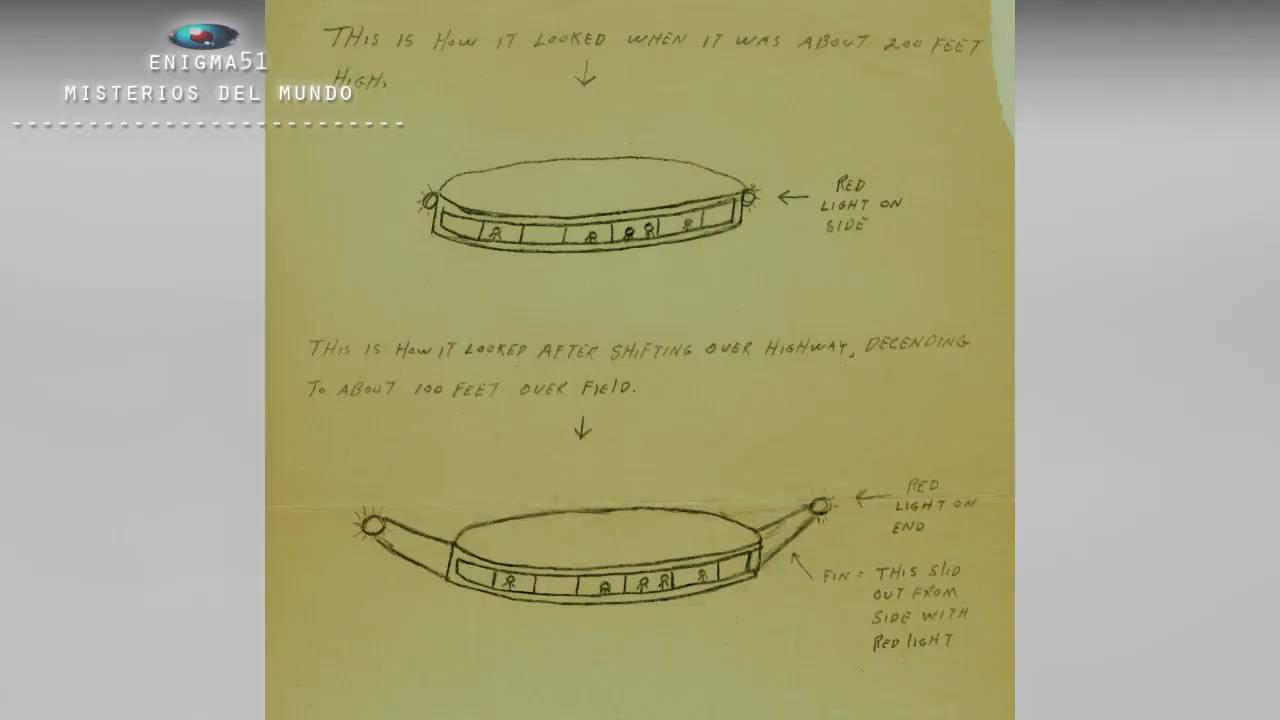 ENIGMA51
MISTERIOS DEL MUNDO
THIS IS HOW IT LOOKED WHEN IT WAS ABOUT 200 FEET
HIGH.
RED
LIGHT ON
SIDE
THIS IS HOW IT LOOKED AFTER SHIFTING OVER HIGHWAY, DECENDING
TO ABOUT 100 FEET OVER FIELD.
RED
LIGHT ON
END
FIN = THIS SLID
OUT FROM
SIDE WITH
RED LIGHT